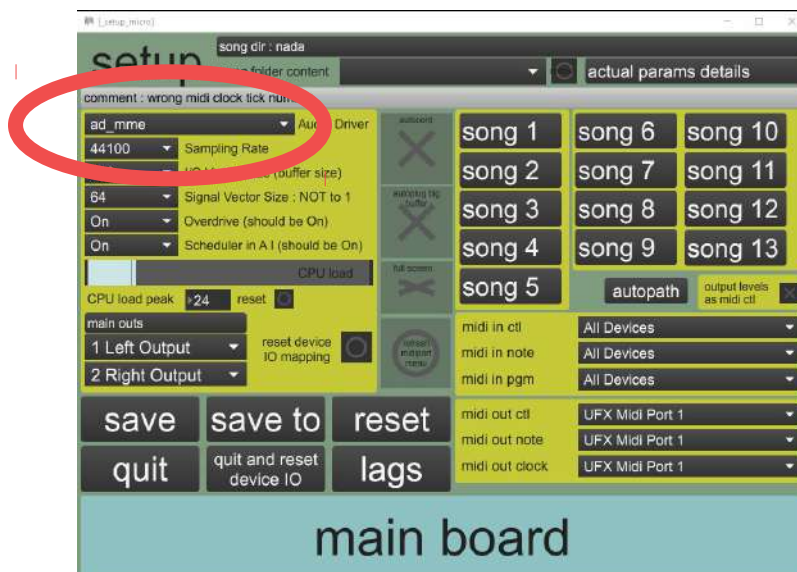 (_setup_micro)
setup
song dir : nada
folder content
actual params details
comment : wrong midi clock tick num
ad_mme
Driver
44100
Sampling Rate
(buffer size)
64
Signal Vector Size : NOT to 1
On
Overdrive (should be On)
On
Scheduler in A I (should be On)
CPU load
CPU load peak
24
reset
main outs
1 Left Output
2 Right Output
reset device
IO mapping
full screen
song 1
song 2
song 3
song 4
song 5
song 6
song 7
song 8
song 9
song 10
song 11
song 12
song 13
autopath
output levels
as midi ctl
midi in ctl
All Devices
midi in note
All Devices
midi in pgm
All Devices
midi out ctl
UFX Midi Port 1
midi out note
UFX Midi Port 1
midi out clock
UFX Midi Port 1
save
save to
reset
quit
quit and reset
device IO
lags
main board